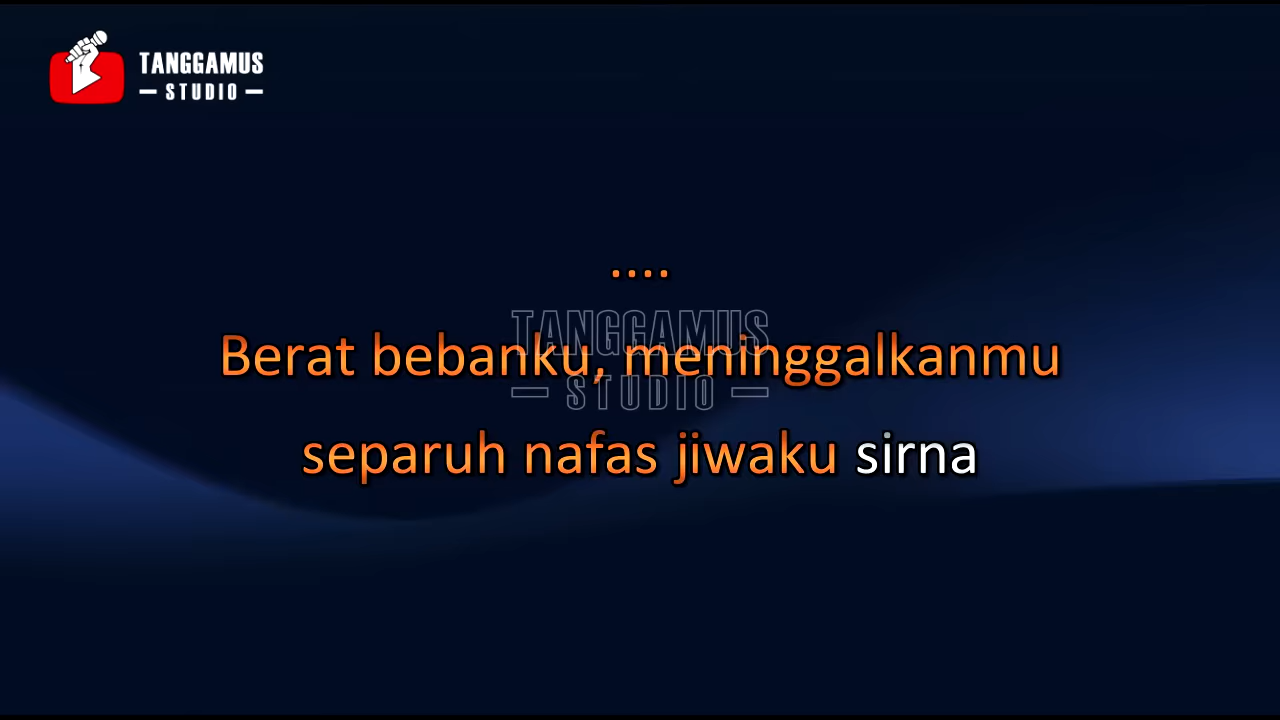 TANGGAMUS
— STUDIO —
....
TANGGAMUS
Berat bebanku, meninggalkanmu
— STUDIO —
separuh nafas jiwaku sirna